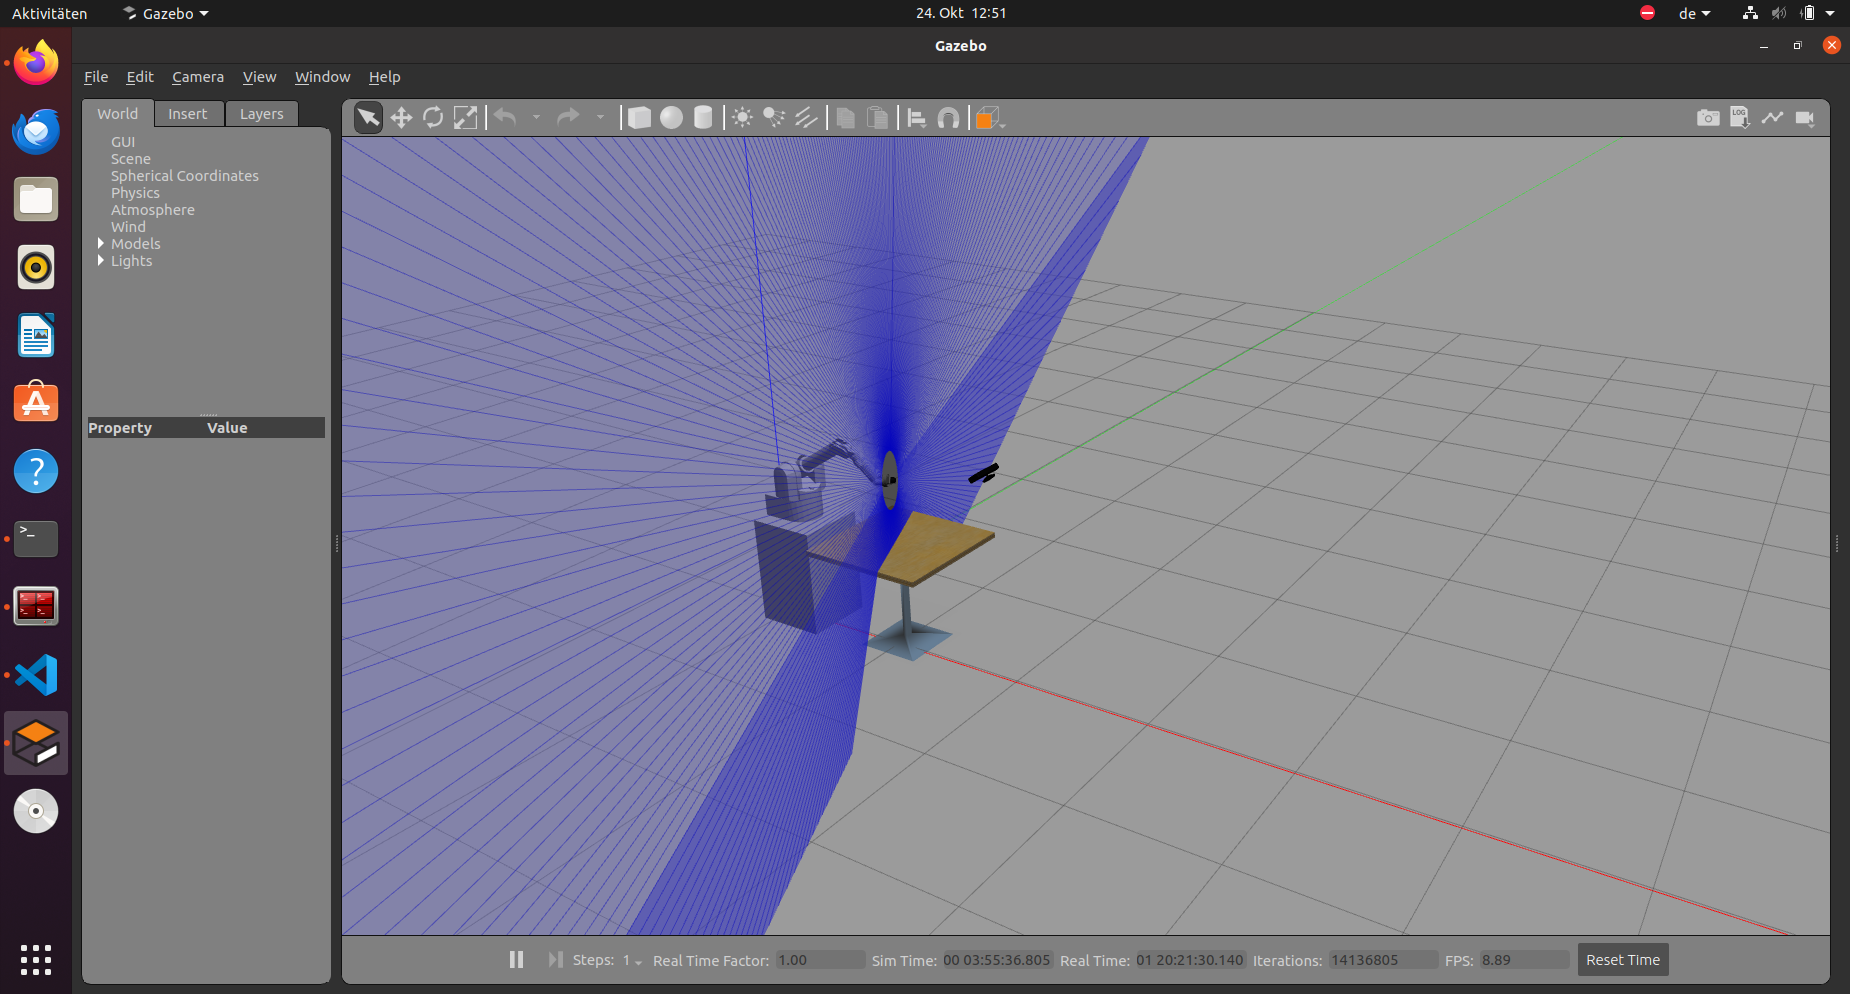 Aktivitäten Gazebo 24. Okt 12:51 de
Gazebo
File Edit Camera View Window Help
World Insert Layers
GUI
Scene
Spherical Coordinates
Physics
Atmosphere
Wind
Models
Lights
Property Value
LOG
Steps: 1 Real Time Factor: 1.00 Sim Time: 00 03:55:36.805 Real Time: 01 20:21:30.140 Iterations: 14136805 FPS: 8.89 Reset Time